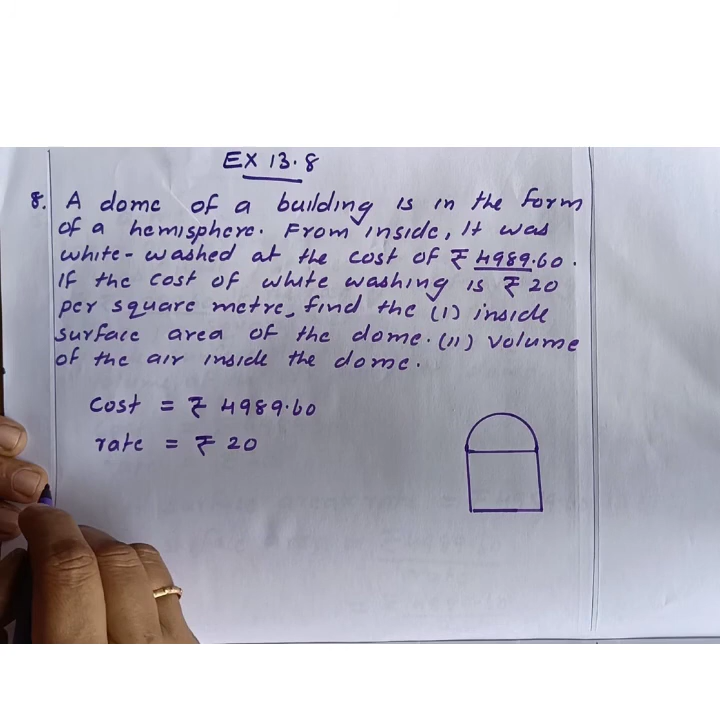 EX 13.8
8. A dome of a building is in the form
of a hemisphere. From inside, It was
white-washed at the cost of ₹ 4989.60.
If the cost of white washing is ₹ 20
per square metre, find the (i) inside
surface area of the dome. (ii) volume
of the air inside the dome.
cost = ₹ 4989.60
rate = ₹ 20